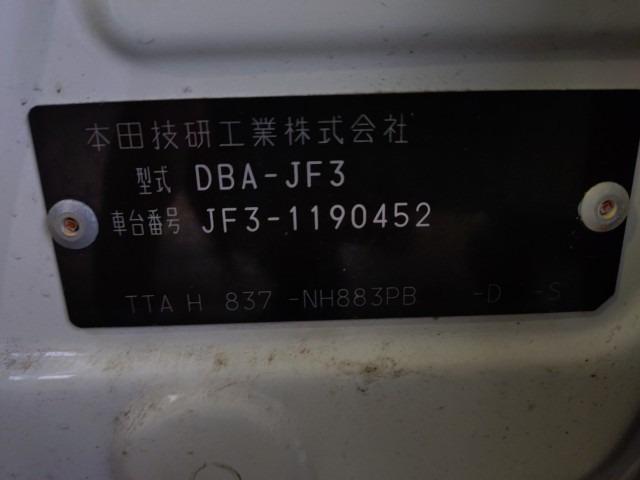 本田技研工業株式会社
型式 DBA-JF3
車台番号 JF3-1190452
TTA H 837 -NH883PB -D -S